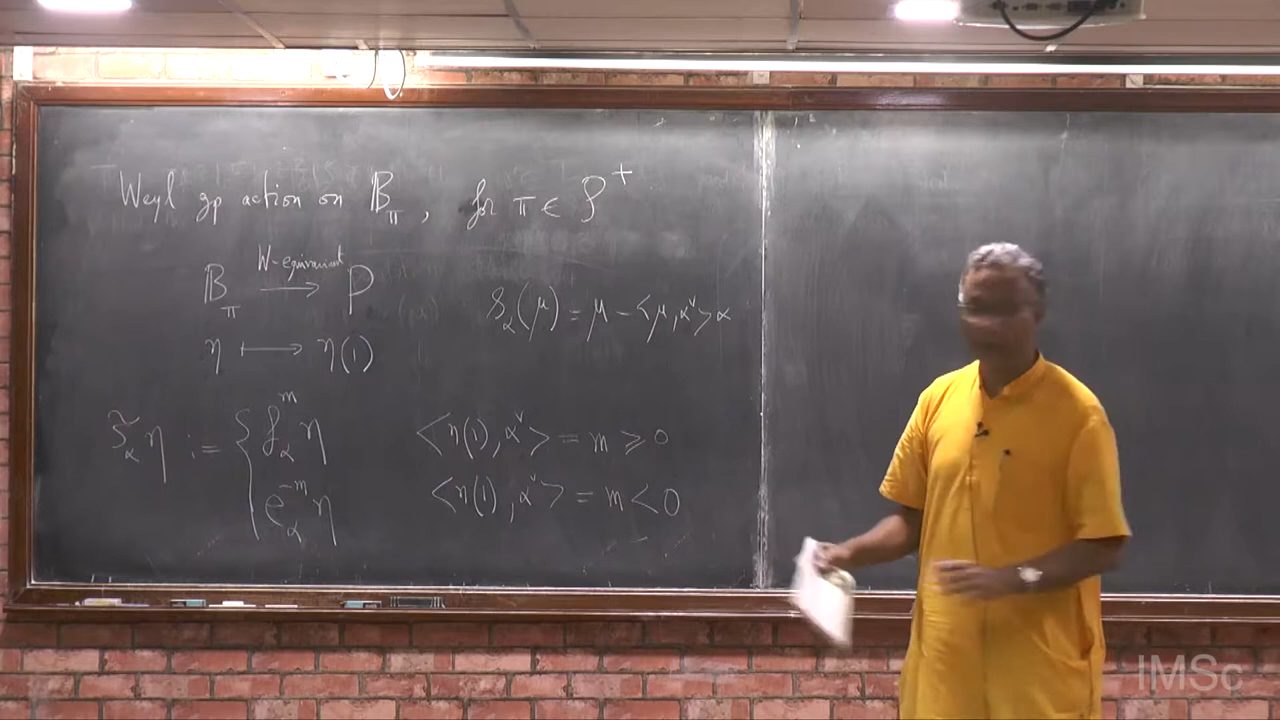 Weyl gp action on 𝔹_π, for π ∈ 𝒫⁺
𝔹_π ⟶ P
W-equivariant
s_α(μ) = μ − <μ, α^∨> α
η ⟼ η(1)
s̃_α η := { f_α^m η <η(1), α^∨> = m ≥ 0
e_α^{-m} η <η(1), α^∨> = m < 0
IMSc